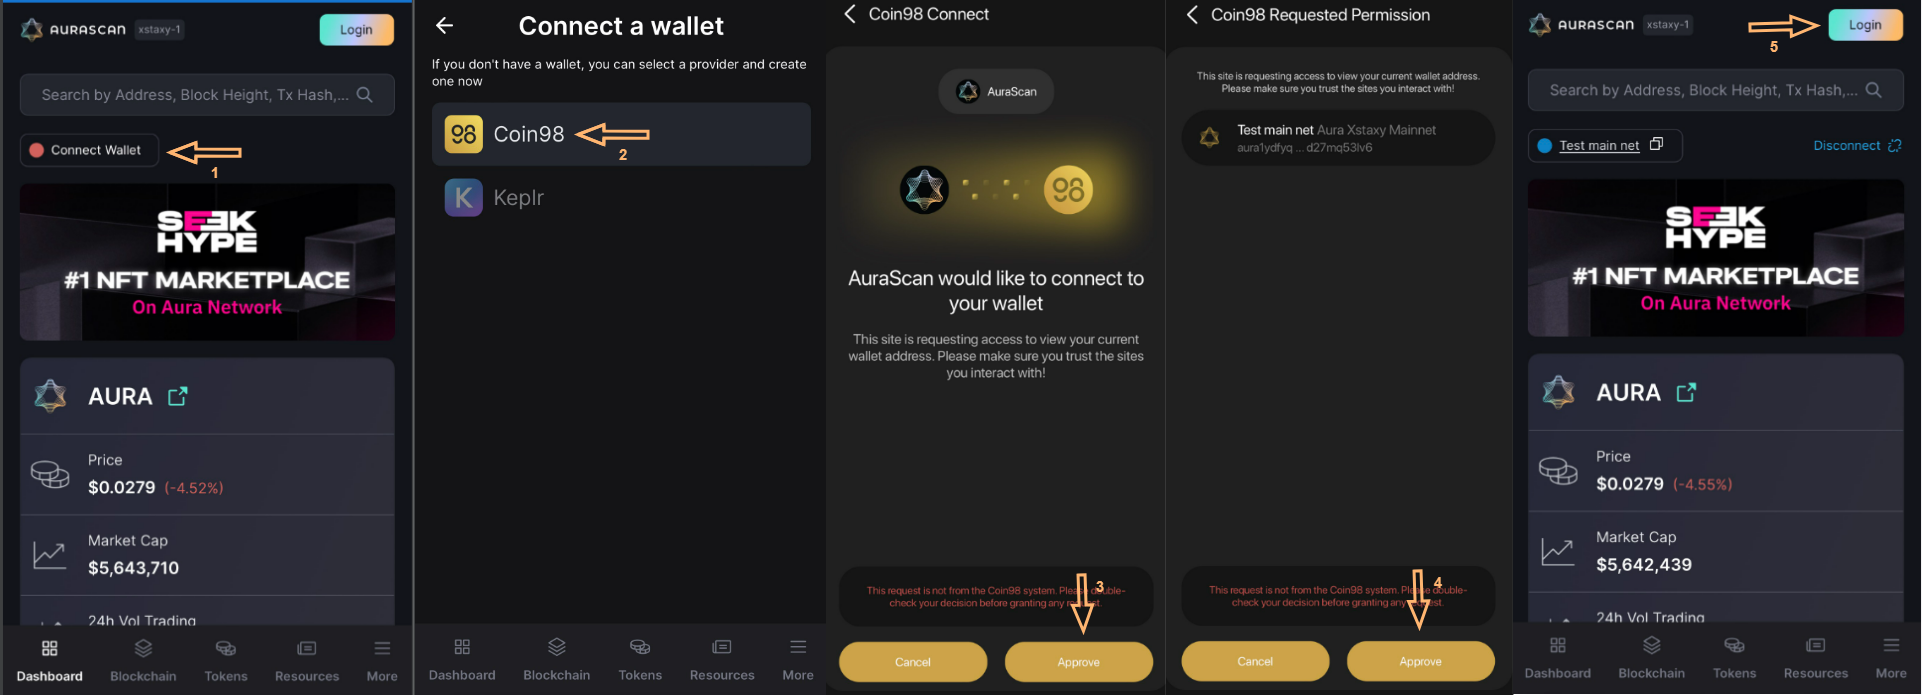 AURASCAN xstaxy-1
Login
Search by Address, Block Height, Tx Hash,...
Connect Wallet
1
SEEK
HYPE
#1 NFT MARKETPLACE
On Aura Network
AURA
Price
$0.0279 (-4.52%)
Market Cap
$5,643,710
24h Vol Trading
Dashboard
Blockchain
Tokens
Resources
More
Connect a wallet
If you don't have a wallet, you can select a provider and create
one now
98 Coin98
2
K Keplr
Dashboard
Blockchain
Tokens
Resources
More
Coin98 Connect
AuraScan
98
AuraScan would like to connect to
your wallet
This site is requesting access to view your current
wallet address. Please make sure you trust the sites
you interact with!
3
This request is not from the Coin98 system. Please double-
check your decision before granting any request.
Cancel
Approve
Coin98 Requested Permission
This site is requesting access to view your current wallet address.
Please make sure you trust the sites you interact with!
Test main net Aura Xstaxy Mainnet
aura1ydfyq ... d27mq53lv6
4
This request is not from the Coin98 system. Please double-
check your decision before granting any request.
Cancel
Approve
AURASCAN xstaxy-1
5
Login
Search by Address, Block Height, Tx Hash,...
Test main net
Disconnect
SEEK
HYPE
#1 NFT MARKETPLACE
On Aura Network
AURA
Price
$0.0279 (-4.55%)
Market Cap
$5,642,439
24h Vol Trading
Dashboard
Blockchain
Tokens
Resources
More